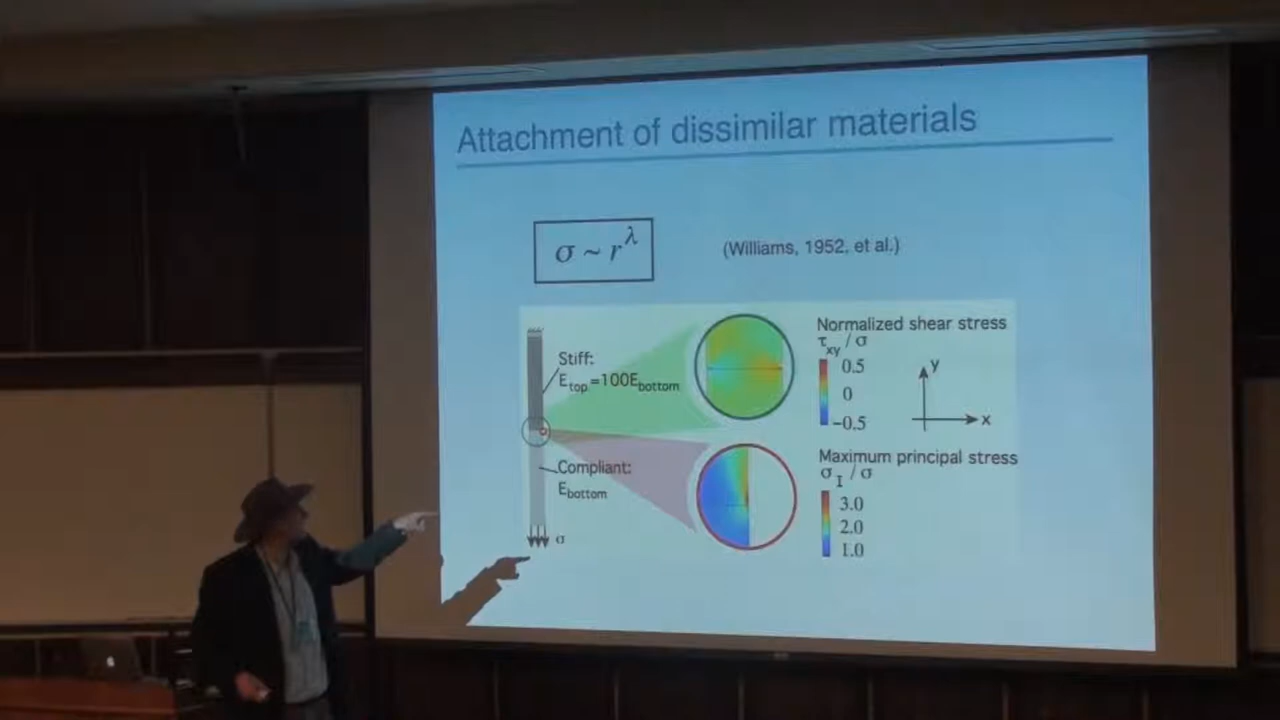 Attachment of dissimilar materials
σ ~ r^λ
(Williams, 1952, et al.)
Stiff:
E_top=100E_bottom
Compliant:
E_bottom
σ
Normalized shear stress
τ_xy / σ
0.5
0
−0.5
y
x
Maximum principal stress
σ_I / σ
3.0
2.0
1.0